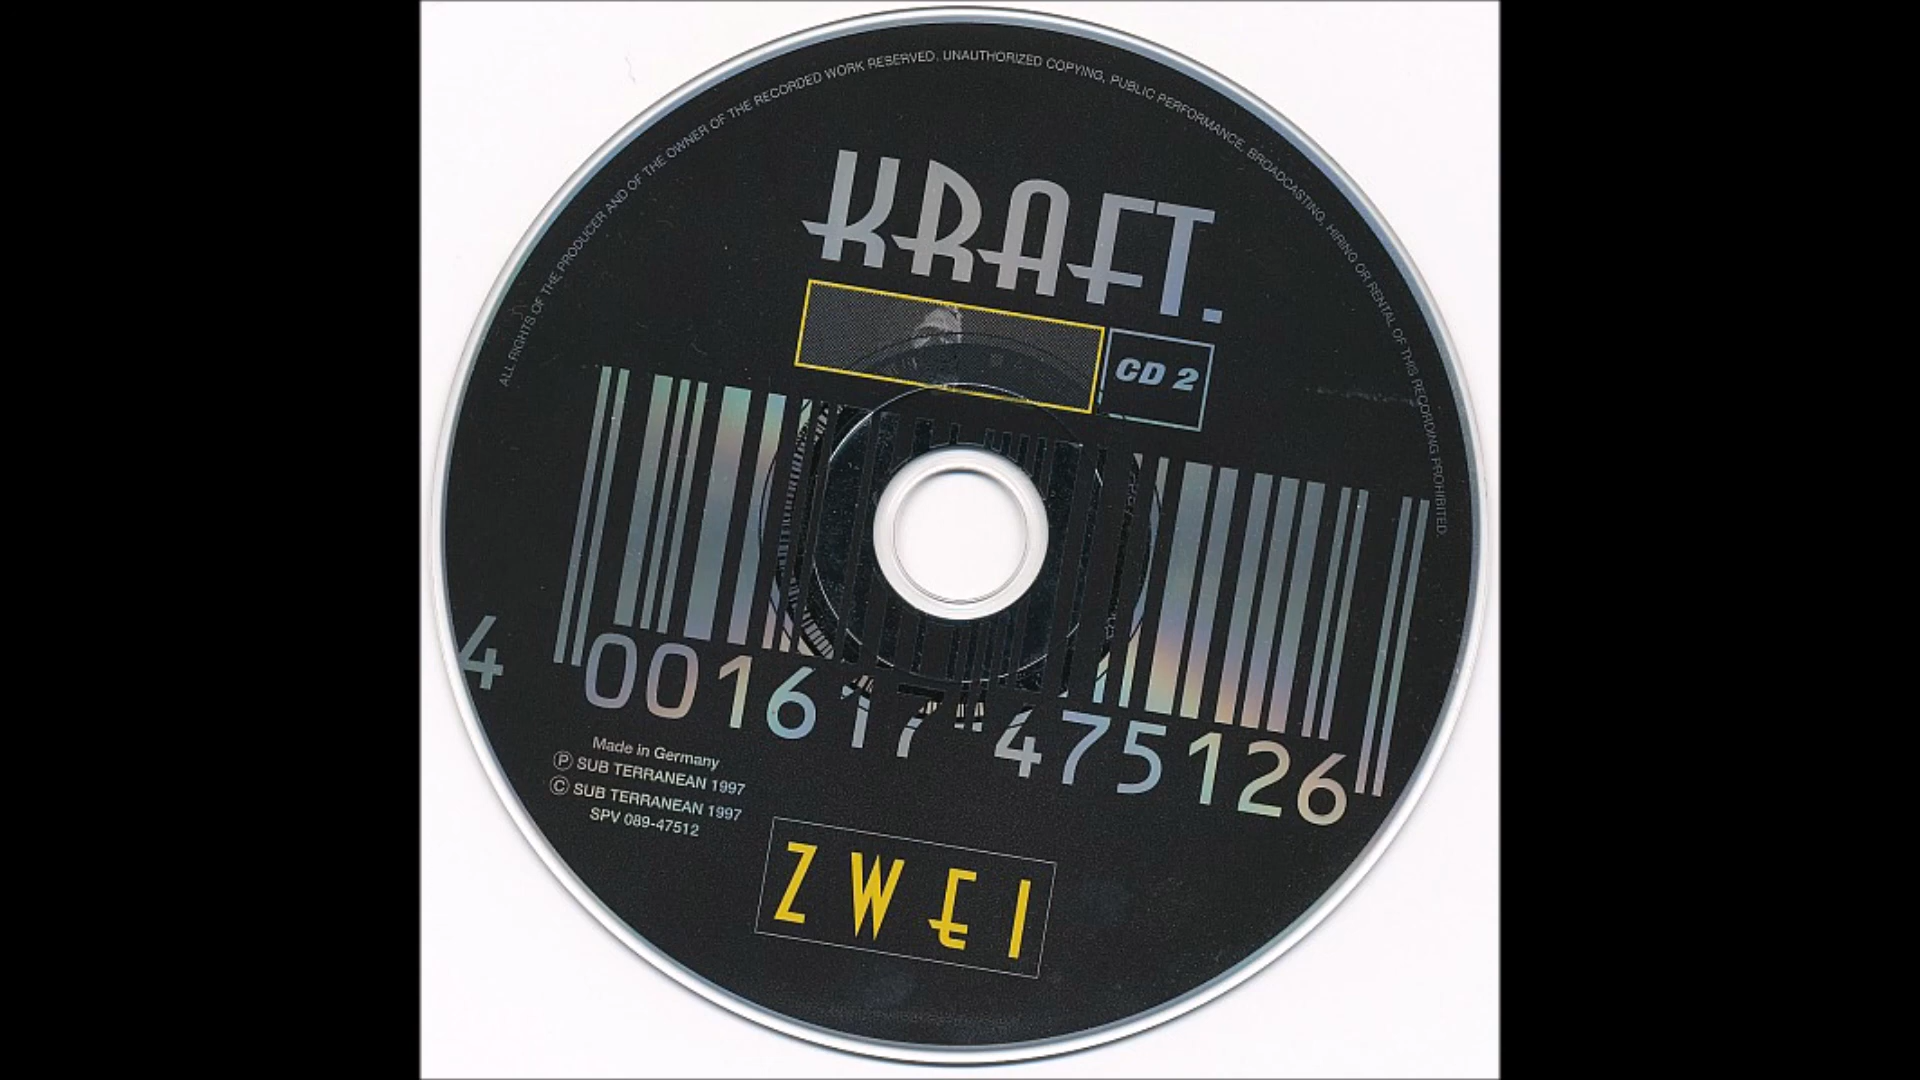 ALL RIGHTS OF THE PRODUCER AND OF THE OWNER OF THE RECORDED WORK RESERVED. UNAUTHORIZED COPYING, PUBLIC PERFORMANCE, BROADCASTING, HIRING OR RENTAL OF THIS RECORDING PROHIBITED.
KRAFT.
CD 2
4 001617 475126
Made in Germany
Ⓟ SUB TERRANEAN 1997
© SUB TERRANEAN 1997
SPV 089-47512
ZWEI